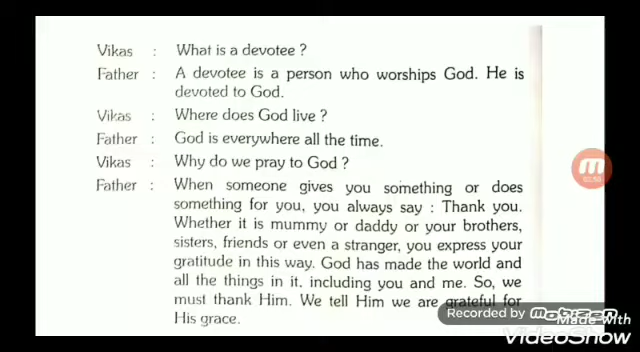 Vikas : What is a devotee ?
Father : A devotee is a person who worships God. He is
devoted to God.
Vikas : Where does God live ?
Father : God is everywhere all the time.
Vikas : Why do we pray to God ?
Father : When someone gives you something or does
something for you, you always say : Thank you.
Whether it is mummy or daddy or your brothers,
sisters, friends or even a stranger, you express your
gratitude in this way. God has made the world and
all the things in it, including you and me. So, we
must thank Him. We tell Him we are grateful for
His grace.
Recorded by
Made with
VideoShow